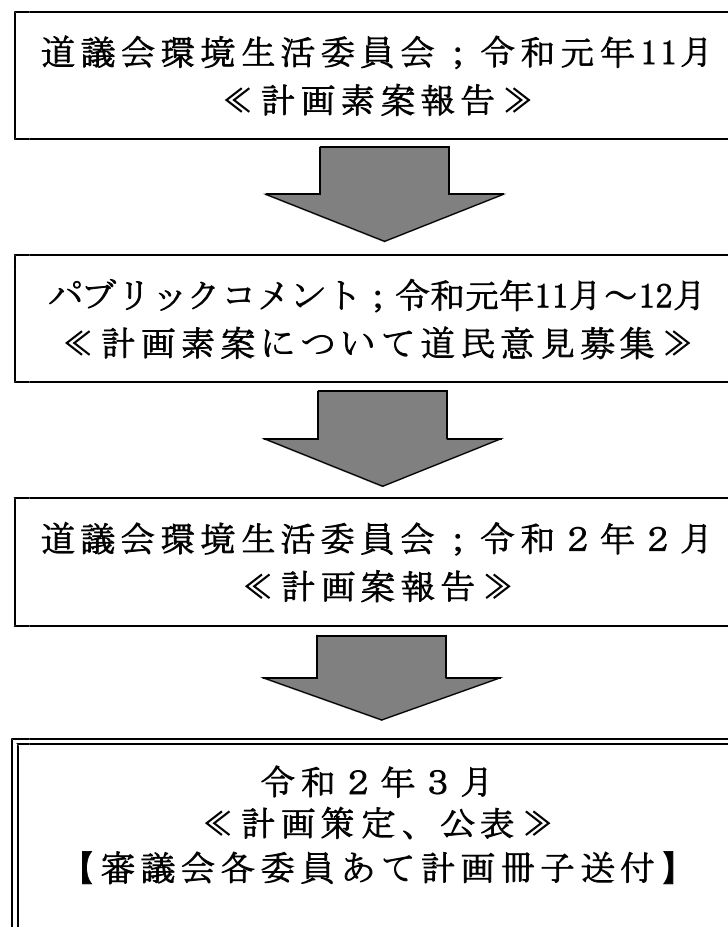 道議会環境生活委員会；令和元年11月
≪計画素案報告≫
パブリックコメント；令和元年11月～12月
≪計画素案について道民意見募集≫
道議会環境生活委員会；令和２年２月
≪計画案報告≫
令和２年３月
≪計画策定、公表≫
【審議会各委員あて計画冊子送付】